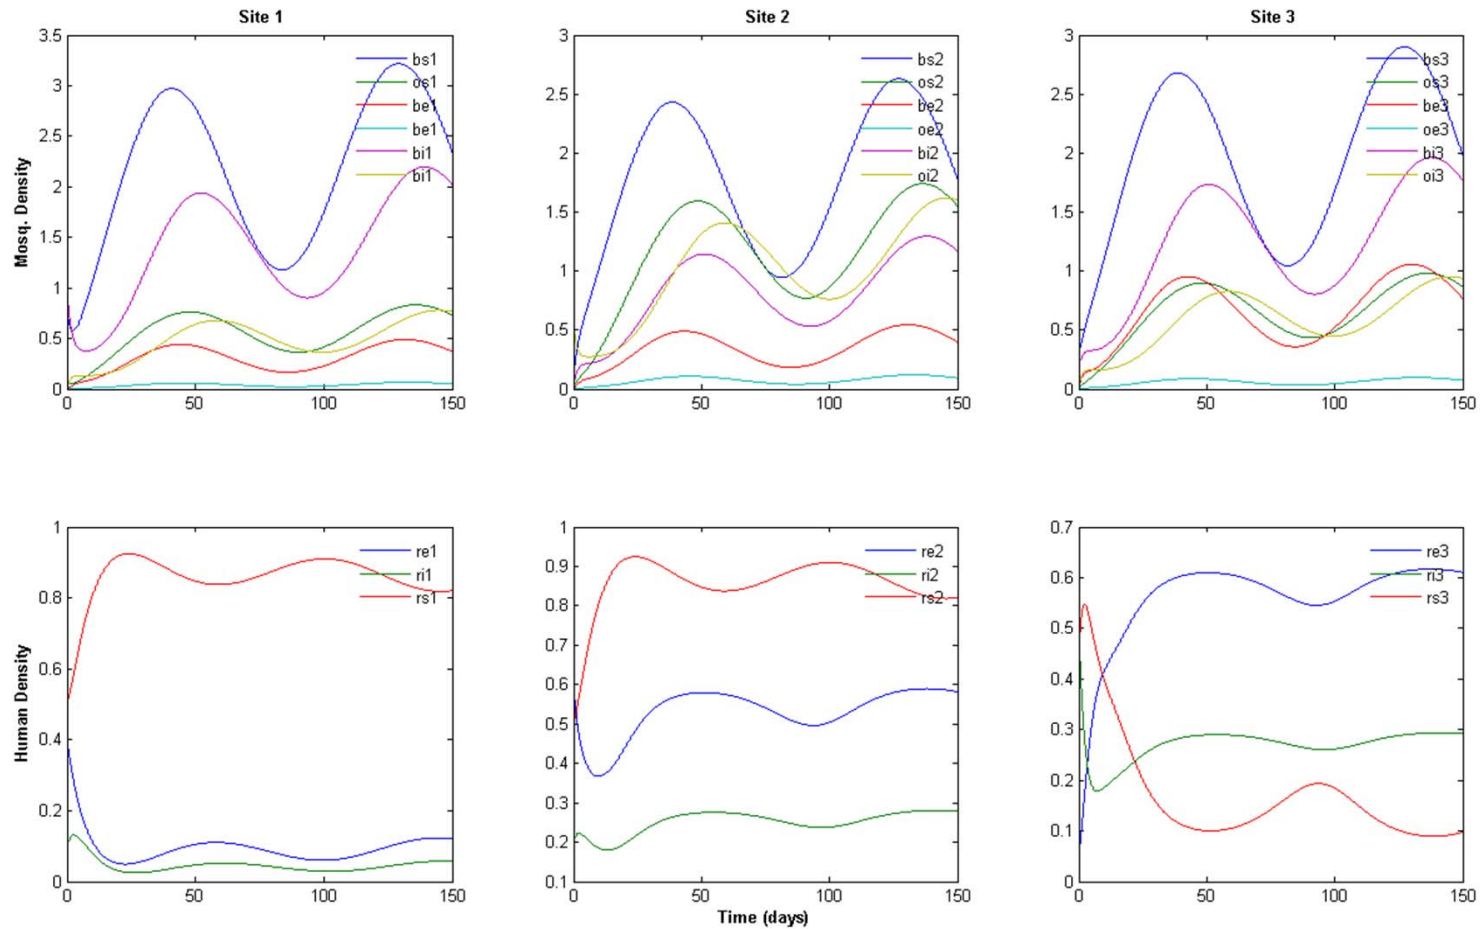 Site 1
Mosq. Density
3.5
3
2.5
2
1.5
1
0.5
0
0
50
100
150
bs1
os1
be1
be1
bi1
bi1
Site 2
3
2.5
2
1.5
1
0.5
0
0
50
100
150
bs2
os2
be2
oe2
bi2
oi2
Site 3
3
2.5
2
1.5
1
0.5
0
0
50
100
150
bs3
os3
be3
oe3
bi3
oi3
Human Density
1
0.8
0.6
0.4
0.2
0
0
50
100
150
re1
ri1
rs1
1
0.9
0.8
0.7
0.6
0.5
0.4
0.3
0.2
0.1
0
50
100
150
re2
ri2
rs2
Time (days)
0.7
0.6
0.5
0.4
0.3
0.2
0.1
0
0
50
100
150
re3
ri3
rs3